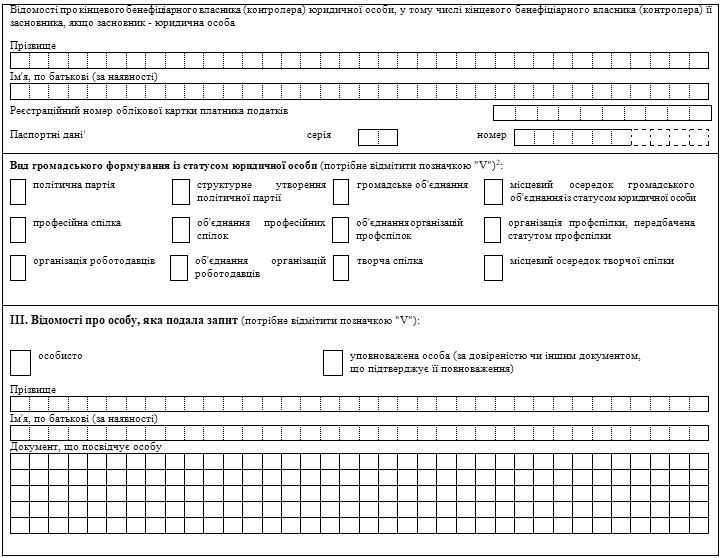 Відомості про кінцевого бенефіціарного власника (контролера) юридичної особи, у тому числі кінцевого бенефіціарного власника (контролера) її
засновника, якщо засновник - юридична особа
Прізвище
Ім'я, по батькові (за наявності)
Реєстраційний номер облікової картки платника податків
Паспортні дані¹ серія номер
Вид громадського формування із статусом юридичної особи (потрібне відмітити позначкою "V")²:
політична партія
структурне утворення
політичної партії
громадське об'єднання
місцевий осередок громадського
об'єднання із статусом юридичної особи
професійна спілка
об'єднання професійних
спілок
об'єднання організацій
профспілок
організація профспілки, передбачена
статутом профспілки
організація роботодавців
об'єднання організацій
роботодавців
творча спілка
місцевий осередок творчої спілки
III. Відомості про особу, яка подала запит (потрібне відмітити позначкою "V"):
особисто
уповноважена особа (за довіреністю чи іншим документом,
що підтверджує її повноваження)
Прізвище
Ім'я, по батькові (за наявності)
Документ, що посвідчує особу